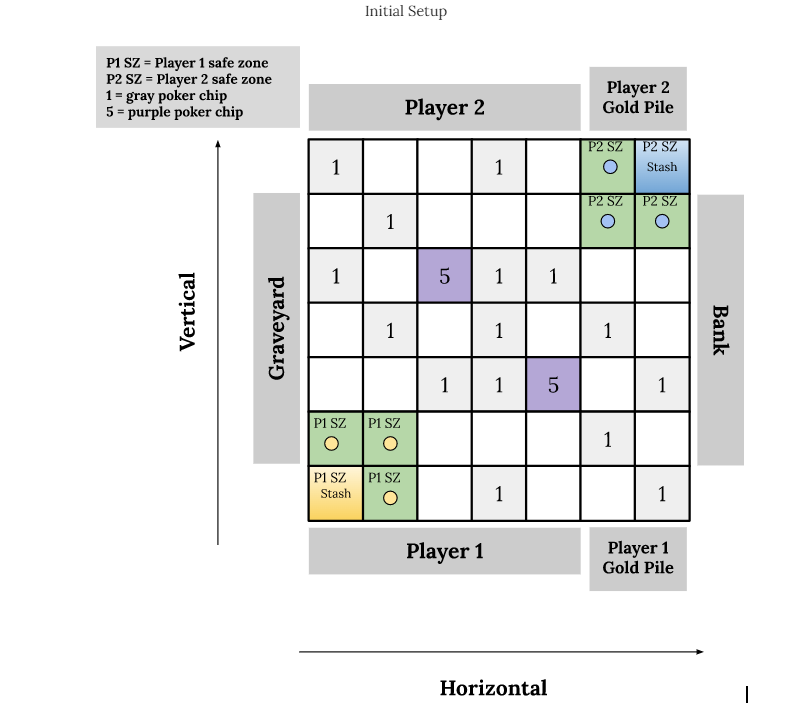 Initial Setup
P1 SZ = Player 1 safe zone
P2 SZ = Player 2 safe zone
1 = gray poker chip
5 = purple poker chip
Player 2
Player 2
Gold Pile
1
1
P2 SZ
P2 SZ
Stash
1
P2 SZ
P2 SZ
1
5
1
1
1
1
1
1
1
5
1
P1 SZ
P1 SZ
1
P1 SZ
Stash
P1 SZ
1
1
Vertical
Graveyard
Bank
Player 1
Player 1
Gold Pile
Horizontal